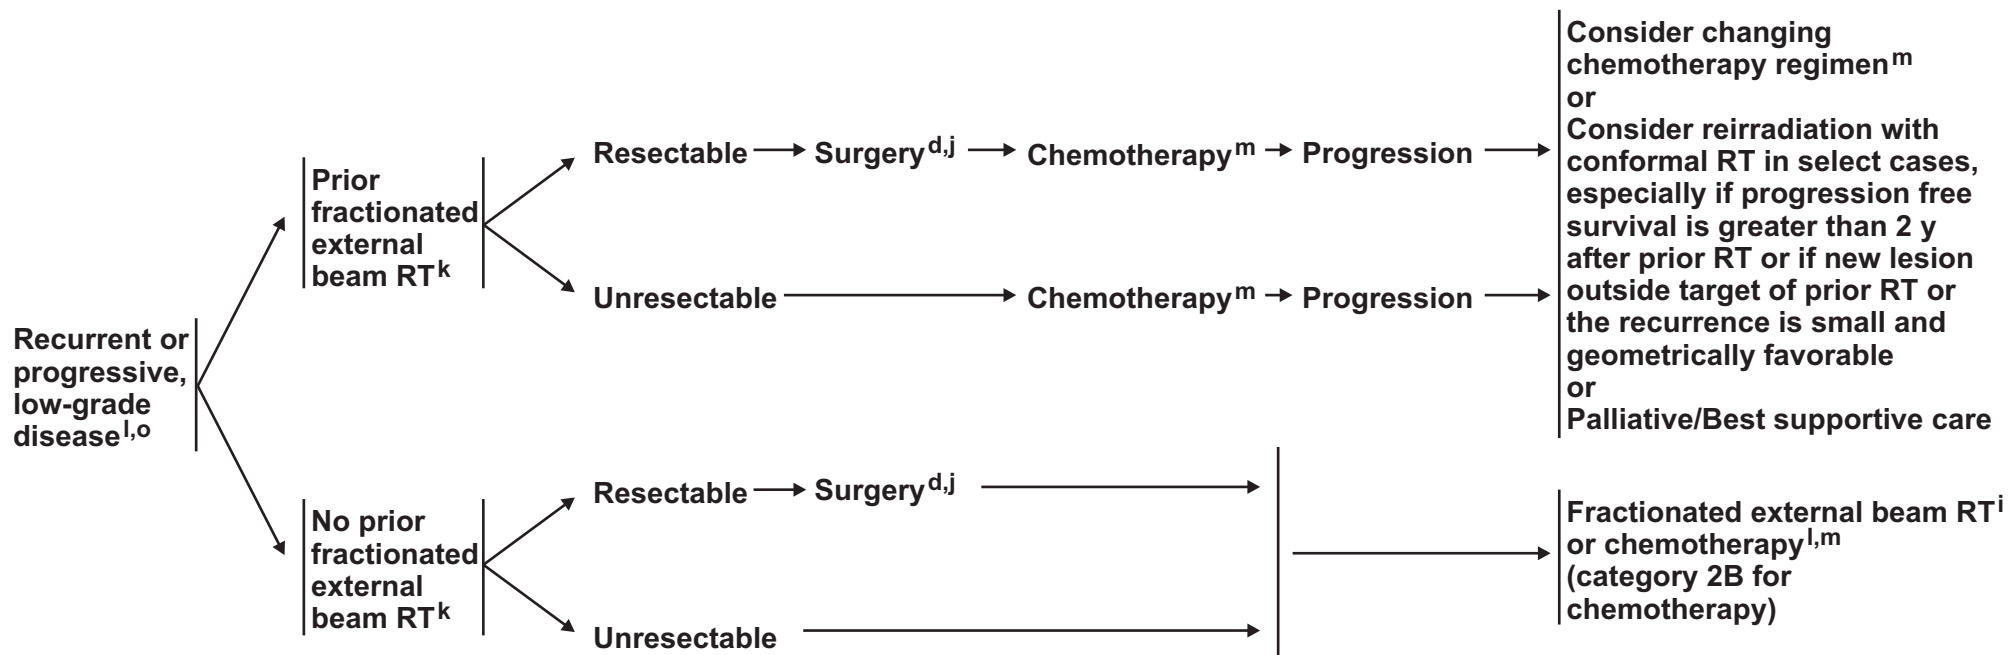 Recurrent or
progressive,
low-grade
disease l,o
Prior
fractionated
external
beam RT k
Resectable
Surgery d,j
Chemotherapy m
Progression
Unresectable
Chemotherapy m
Progression
Consider changing
chemotherapy regimen m
or
Consider reirradiation with
conformal RT in select cases,
especially if progression free
survival is greater than 2 y
after prior RT or if new lesion
outside target of prior RT or
the recurrence is small and
geometrically favorable
or
Palliative/Best supportive care
No prior
fractionated
external
beam RT k
Resectable
Surgery d,j
Unresectable
Fractionated external beam RT i
or chemotherapy l,m
(category 2B for
chemotherapy)